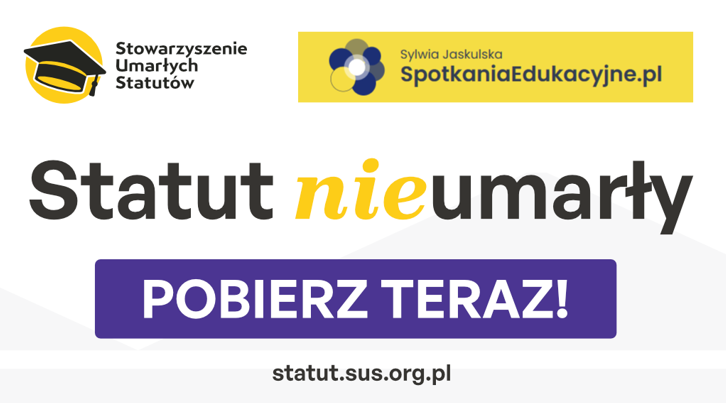 Stowarzyszenie
Umarłych
Statutów
Sylwia Jaskulska
SpotkaniaEdukacyjne.pl
Statut nieumarły
POBIERZ TERAZ!
statut.sus.org.pl